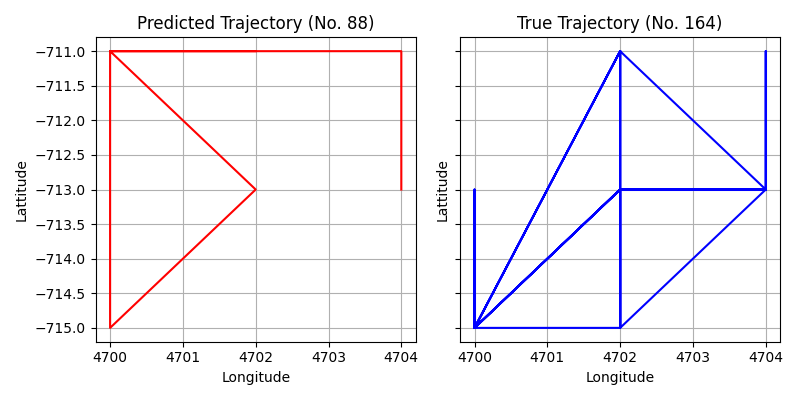 Predicted Trajectory (No. 88)
True Trajectory (No. 164)
Lattitude
−711.0
−711.5
−712.0
−712.5
−713.0
−713.5
−714.0
−714.5
−715.0
4700 4701 4702 4703 4704
Longitude
Lattitude
4700 4701 4702 4703 4704
Longitude